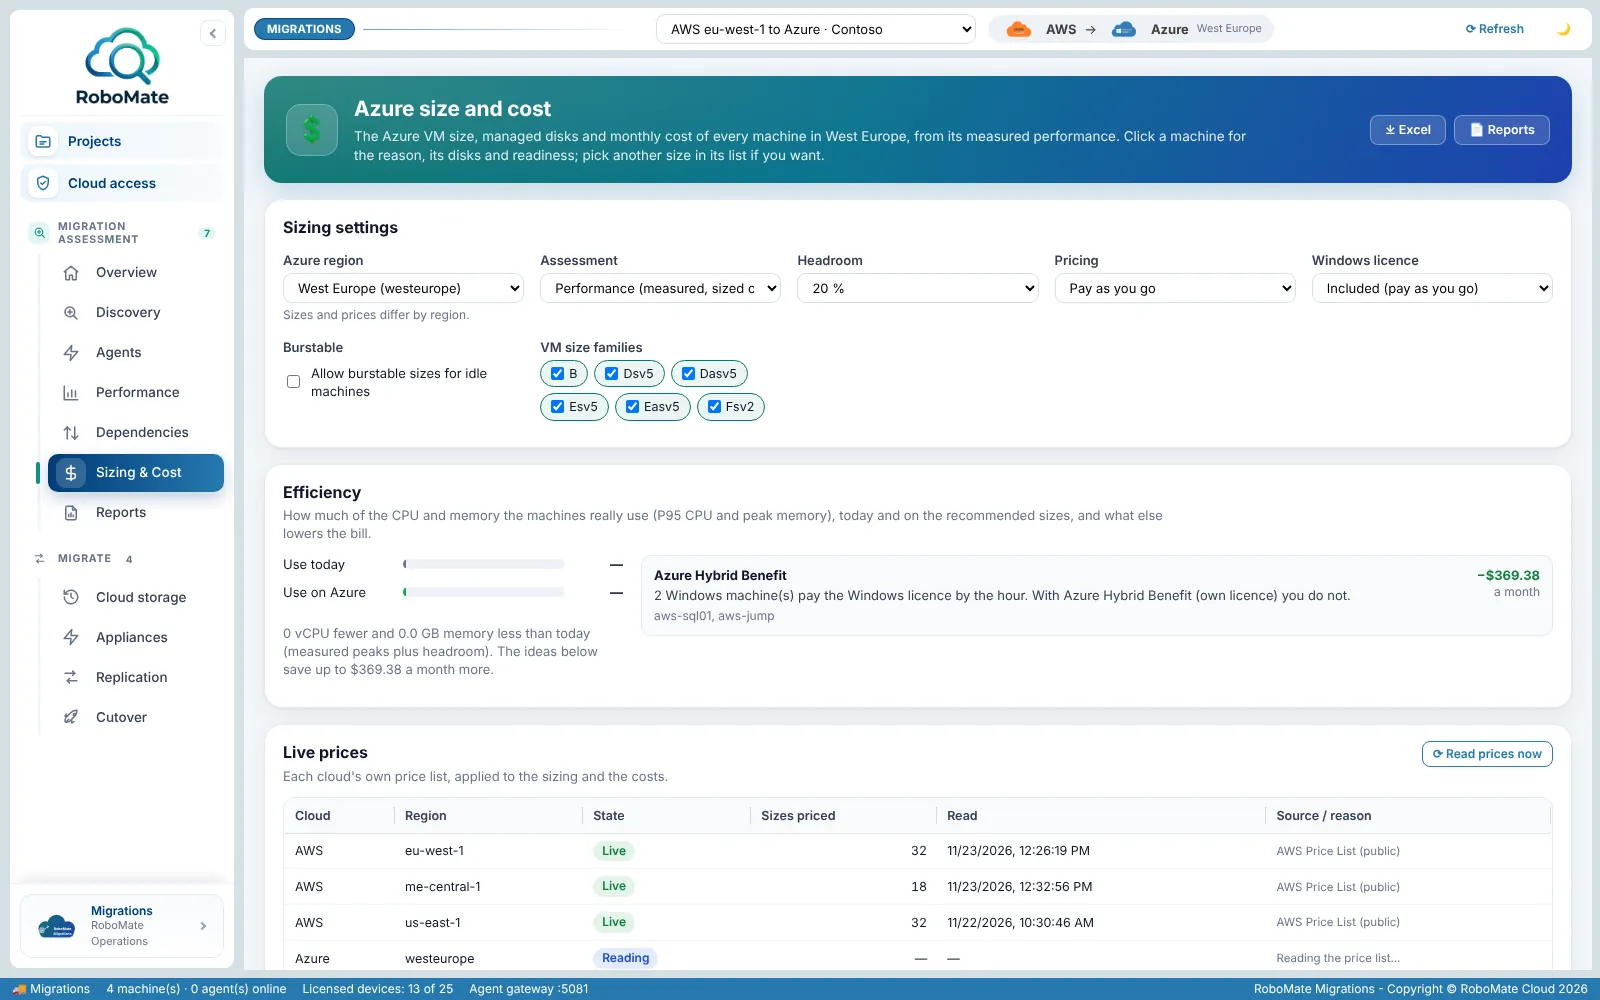 RoboMate
Projects
Cloud access
MIGRATION
ASSESSMENT
7
Overview
Discovery
Agents
Performance
Dependencies
Sizing & Cost
Reports
MIGRATE 4
Cloud storage
Appliances
Replication
Cutover
Migrations
RoboMate
Operations
MIGRATIONS
AWS eu-west-1 to Azure · Contoso
AWS → Azure West Europe
⟳ Refresh
Azure size and cost
The Azure VM size, managed disks and monthly cost of every machine in West Europe, from its measured performance. Click a machine for
the reason, its disks and readiness; pick another size in its list if you want.
Excel
Reports
Sizing settings
Azure region
West Europe (westeurope)
Sizes and prices differ by region.
Assessment
Performance (measured, sized c
Headroom
20 %
Pricing
Pay as you go
Windows licence
Included (pay as you go)
Burstable
Allow burstable sizes for idle
machines
VM size families
B Dsv5 Dasv5
Esv5 Easv5 Fsv2
Efficiency
How much of the CPU and memory the machines really use (P95 CPU and peak memory), today and on the recommended sizes, and what else
lowers the bill.
Use today —
Use on Azure —
0 vCPU fewer and 0.0 GB memory less than today
(measured peaks plus headroom). The ideas below
save up to $369.38 a month more.
Azure Hybrid Benefit
2 Windows machine(s) pay the Windows licence by the hour. With Azure Hybrid Benefit (own licence) you do not.
aws-sql01, aws-jump
−$369.38
a month
Live prices
Each cloud's own price list, applied to the sizing and the costs.
⟳ Read prices now
Cloud Region State Sizes priced Read Source / reason
AWS eu-west-1 Live 32 11/23/2026, 12:26:19 PM AWS Price List (public)
AWS me-central-1 Live 18 11/23/2026, 12:32:56 PM AWS Price List (public)
AWS us-east-1 Live 32 11/22/2026, 10:30:46 AM AWS Price List (public)
Azure westeurope Reading — — Reading the price list...
Migrations 4 machine(s) · 0 agent(s) online Licensed devices: 13 of 25 Agent gateway :5081
RoboMate Migrations - Copyright © RoboMate Cloud 2026